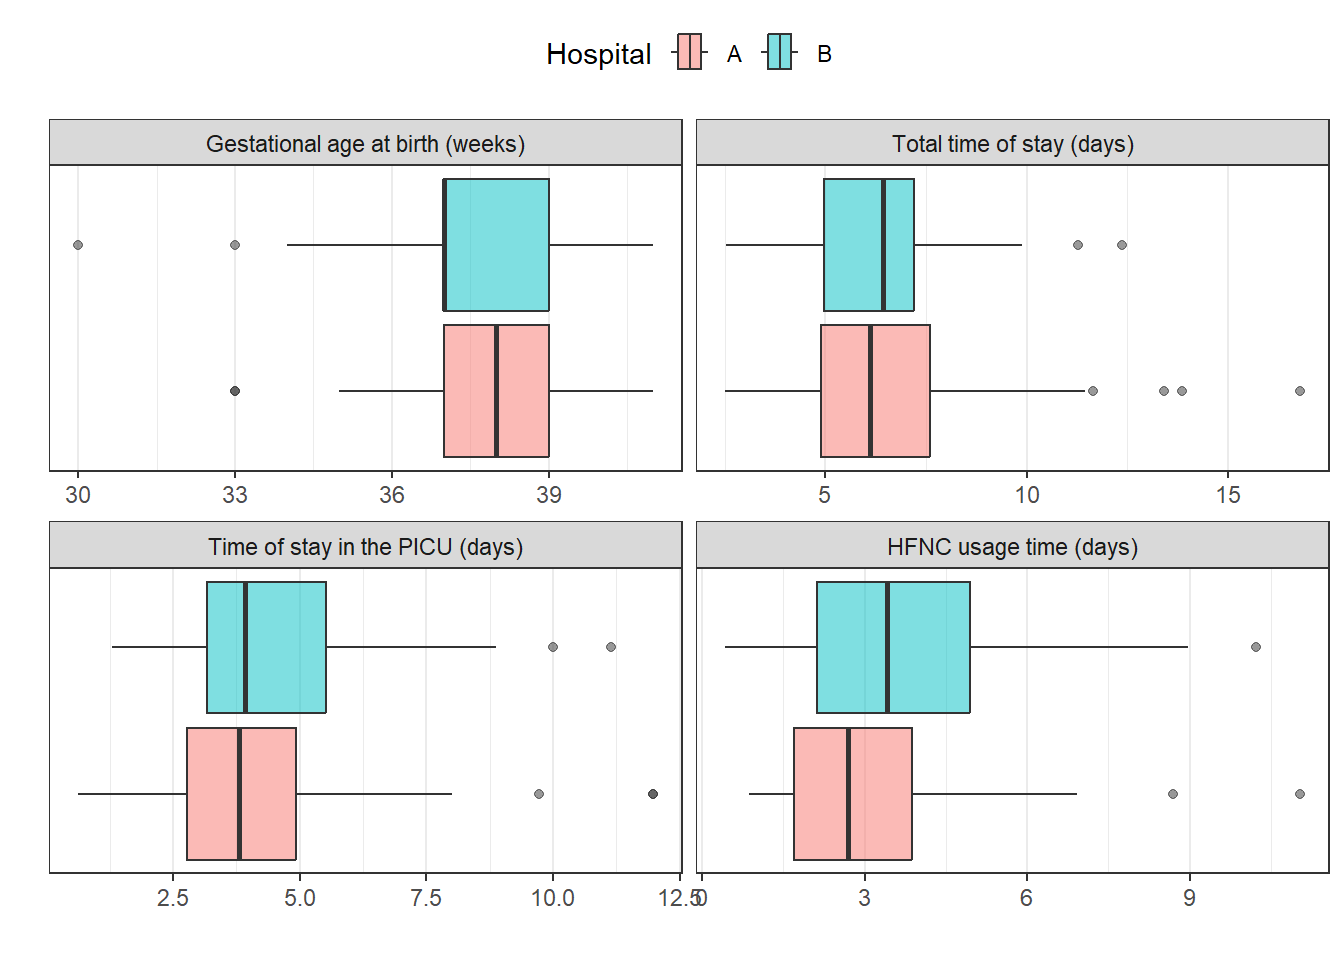 Hospital A B
Gestational age at birth (weeks)
Total time of stay (days)
30 33 36 39
5 10 15
Time of stay in the PICU (days)
HFNC usage time (days)
2.5 5.0 7.5 10.0 12.5
0 3 6 9